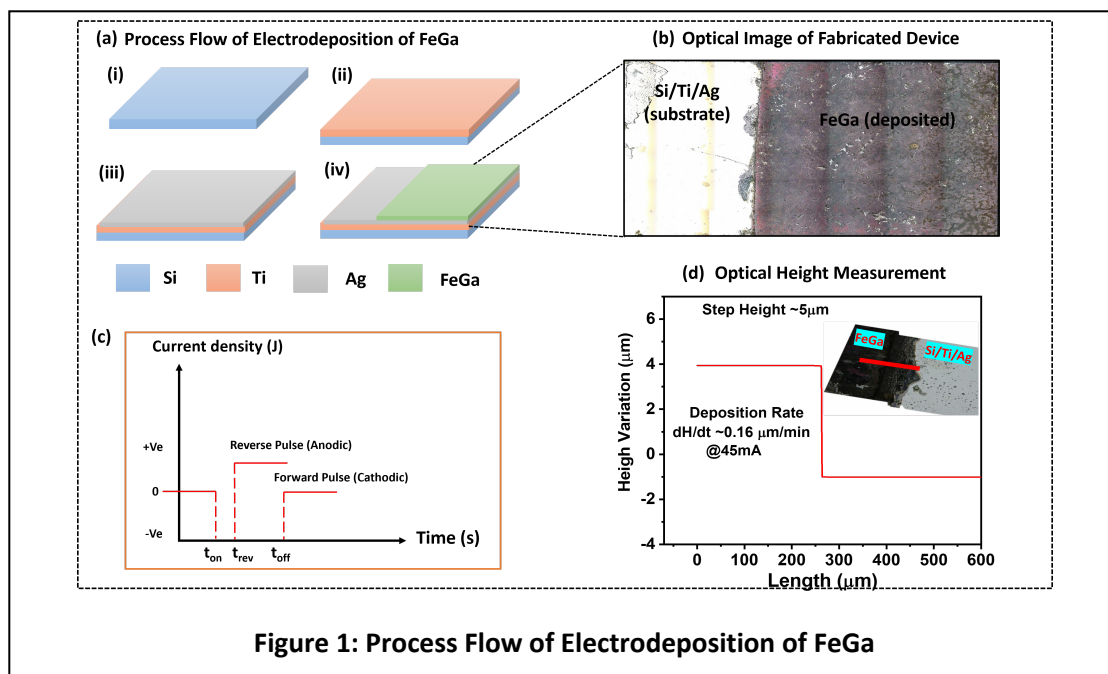 (a) Process Flow of Electrodeposition of FeGa
(i)
(ii)
(iii)
(iv)
Si
Ti
Ag
FeGa
(b) Optical Image of Fabricated Device
Si/Ti/Ag
(substrate)
FeGa (deposited)
(c)
Current density (J)
+Ve
0
-Ve
Reverse Pulse (Anodic)
Forward Pulse (Cathodic)
ton
trev
toff
Time (s)
(d) Optical Height Measurement
Step Height ~5μm
FeGa
Si/Ti/Ag
Deposition Rate
dH/dt ~0.16 μm/min
@45mA
Heigh Variation (μm)
6
4
2
0
-2
-4
0 100 200 300 400 500 600
Length (μm)
Figure 1: Process Flow of Electrodeposition of FeGa